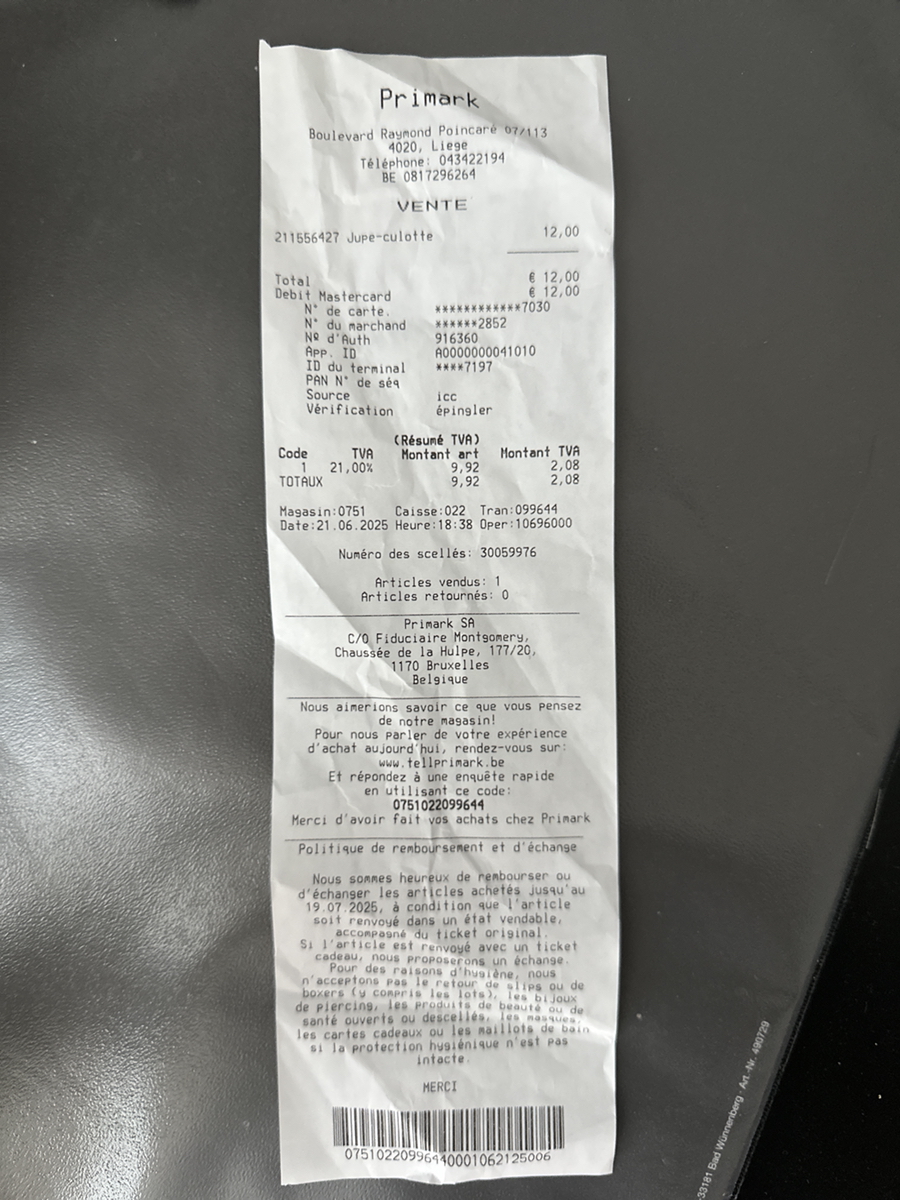 Primark
Boulevard Raymond Poincaré 07/113
4020, Liege
Téléphone: 043422194
BE 0817296264
VENTE
211556427 Jupe-culotte 12,00
Total € 12,00
Debit Mastercard € 12,00
N° de carte. ************7030
N° du marchand ******2852
Nº d'Auth 916360
App. ID A0000000041010
ID du terminal ****7197
PAN N° de séq
Source icc
Vérification épingler
(Résumé TVA)
Code TVA Montant art Montant TVA
1 21,00% 9,92 2,08
TOTAUX 9,92 2,08
Magasin:0751 Caisse:022 Tran:099644
Date:21.06.2025 Heure:18:38 Oper:10696000
Numéro des scellés: 30059976
Articles vendus: 1
Articles retournés: 0
Primark SA
C/O Fiduciaire Montgomery,
Chaussée de la Hulpe, 177/20,
1170 Bruxelles
Belgique
Nous aimerions savoir ce que vous pensez
de notre magasin!
Pour nous parler de votre expérience
d'achat aujourd'hui, rendez-vous sur:
www.tellprimark.be
Et répondez à une enquête rapide
en utilisant ce code:
0751022099644
Merci d'avoir fait vos achats chez Primark
Politique de remboursement et d'échange
Nous sommes heureux de rembourser ou
d'échanger les articles achetés jusqu'au
19.07.2025, à condition que l'article
soit renvoyé dans un état vendable,
accompagné du ticket original.
Si l'article est renvoyé avec un ticket
cadeau, nous proposerons un échange.
Pour des raisons d'hygiène, nous
n'acceptons pas le retour de slips ou de
boxers (y compris les lots), les bijoux
de piercing, les produits de beauté ou de
santé ouverts ou descellés, les masques,
les cartes cadeaux ou les maillots de bain
si la protection hygiénique n'est pas
intacte.
MERCI
07510220996440001062125006
33181 Bad Wünnenberg · Art.-Nr. 490729